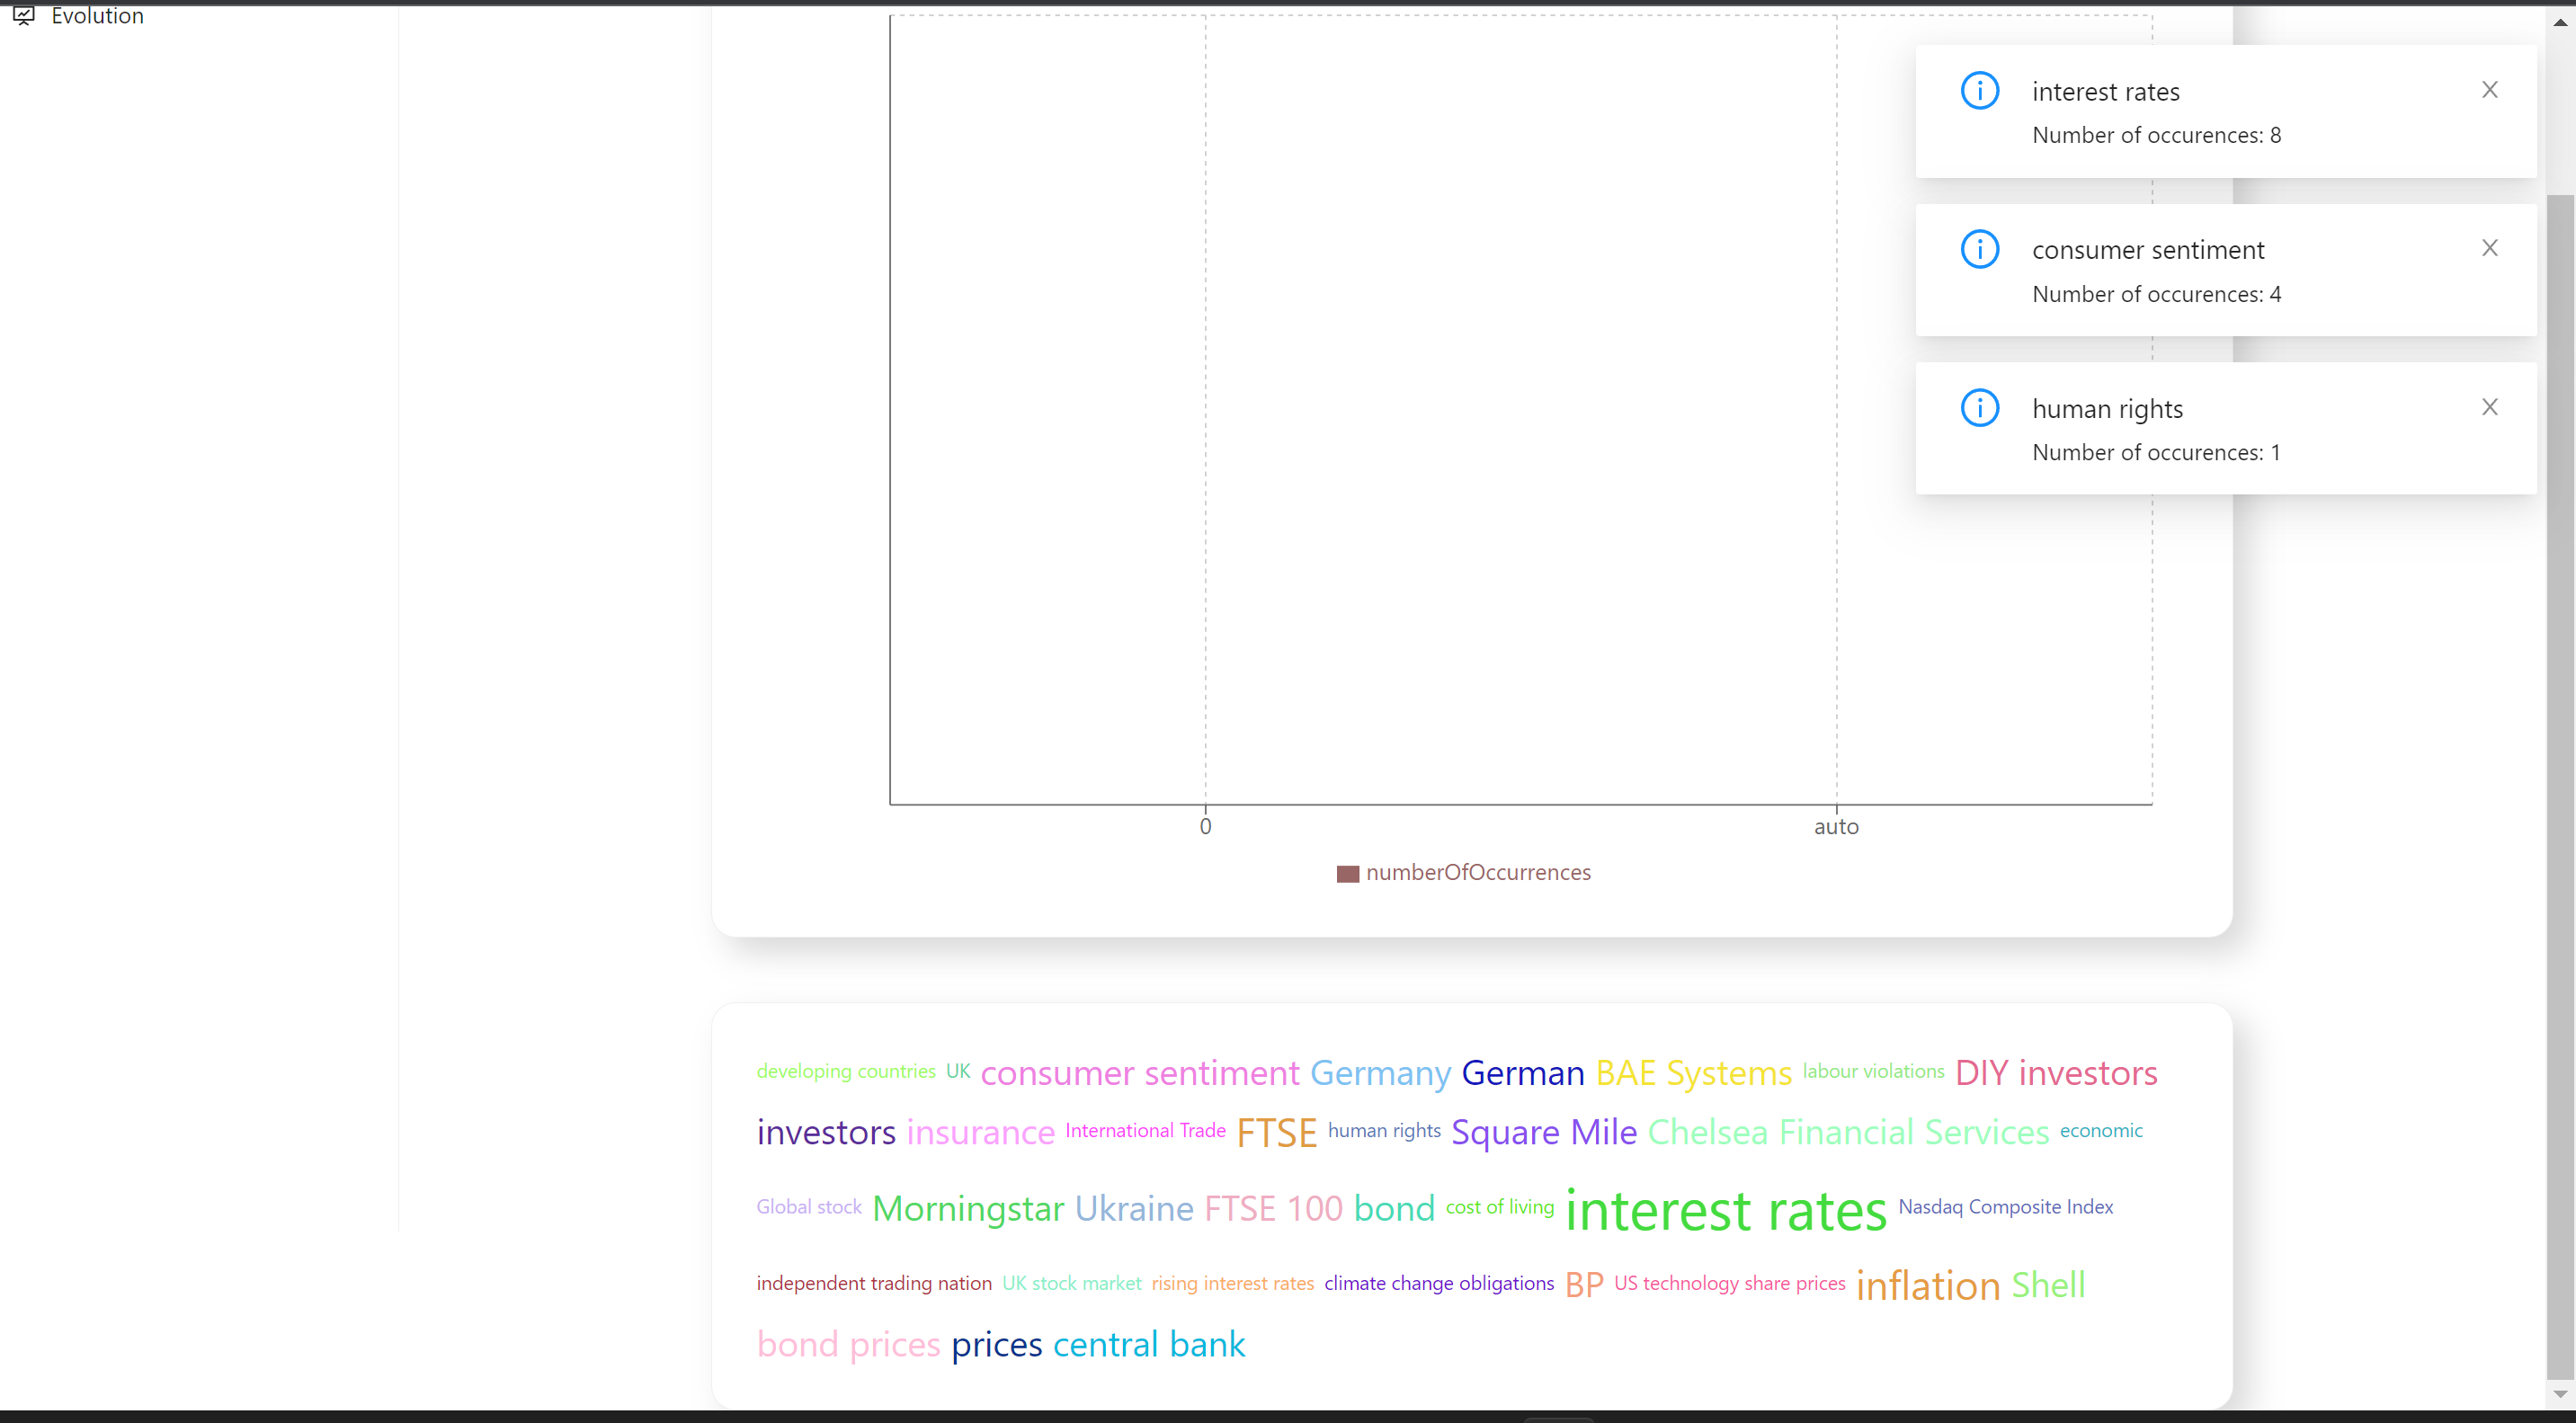 Evolution
interest rates
Number of occurences: 8
consumer sentiment
Number of occurences: 4
human rights
Number of occurences: 1
0
auto
numberOfOccurrences
developing countries UK consumer sentiment Germany German BAE Systems labour violations DIY investors
investors insurance International Trade FTSE human rights Square Mile Chelsea Financial Services economic
Global stock Morningstar Ukraine FTSE 100 bond cost of living interest rates Nasdaq Composite Index
independent trading nation UK stock market rising interest rates climate change obligations BP US technology share prices inflation Shell
bond prices prices central bank